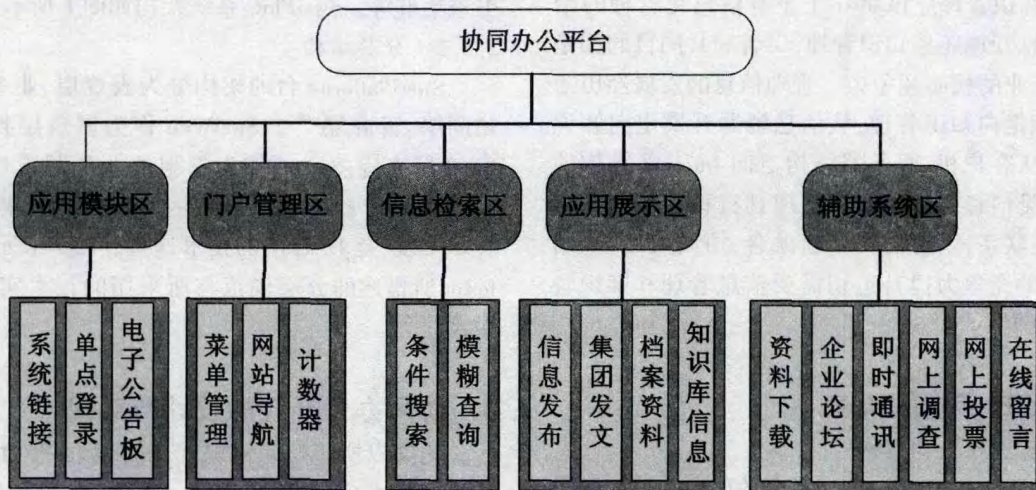 协同办公平台
应用模块区
门户管理区
信息检索区
应用展示区
辅助系统区
系统链接
单点登录
电子公告板
菜单管理
网站导航
计数器
条件搜索
模糊查询
信息发布
集团发文
档案资料
知识库信息
资料下载
企业论坛
即时通讯
网上调查
网上投票
在线留言